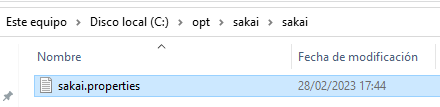 Este equipo > Disco local (C:) > opt > sakai > sakai
Nombre Fecha de modificación
sakai.properties 28/02/2023 17:44